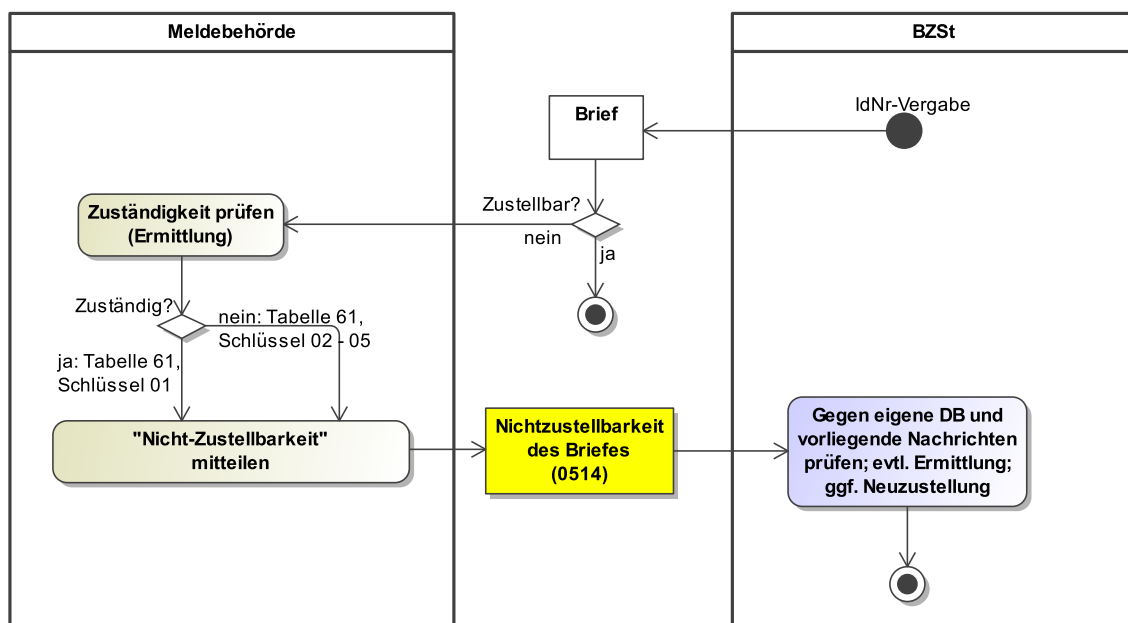 Meldebehörde
BZSt
IdNr-Vergabe
Brief
Zustellbar?
nein
ja
Zuständigkeit prüfen
(Ermittlung)
Zuständig?
nein: Tabelle 61,
Schlüssel 02 - 05
ja: Tabelle 61,
Schlüssel 01
"Nicht-Zustellbarkeit"
mitteilen
Nichtzustellbarkeit
des Briefes
(0514)
Gegen eigene DB und
vorliegende Nachrichten
prüfen; evtl. Ermittlung;
ggf. Neuzustellung